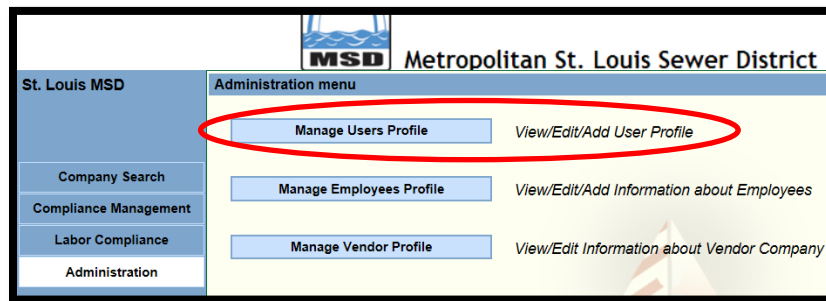 MSD Metropolitan St. Louis Sewer District
St. Louis MSD
Administration menu
Manage Users Profile View/Edit/Add User Profile
Company Search
Manage Employees Profile View/Edit/Add Information about Employees
Compliance Management
Labor Compliance
Manage Vendor Profile View/Edit Information about Vendor Company
Administration